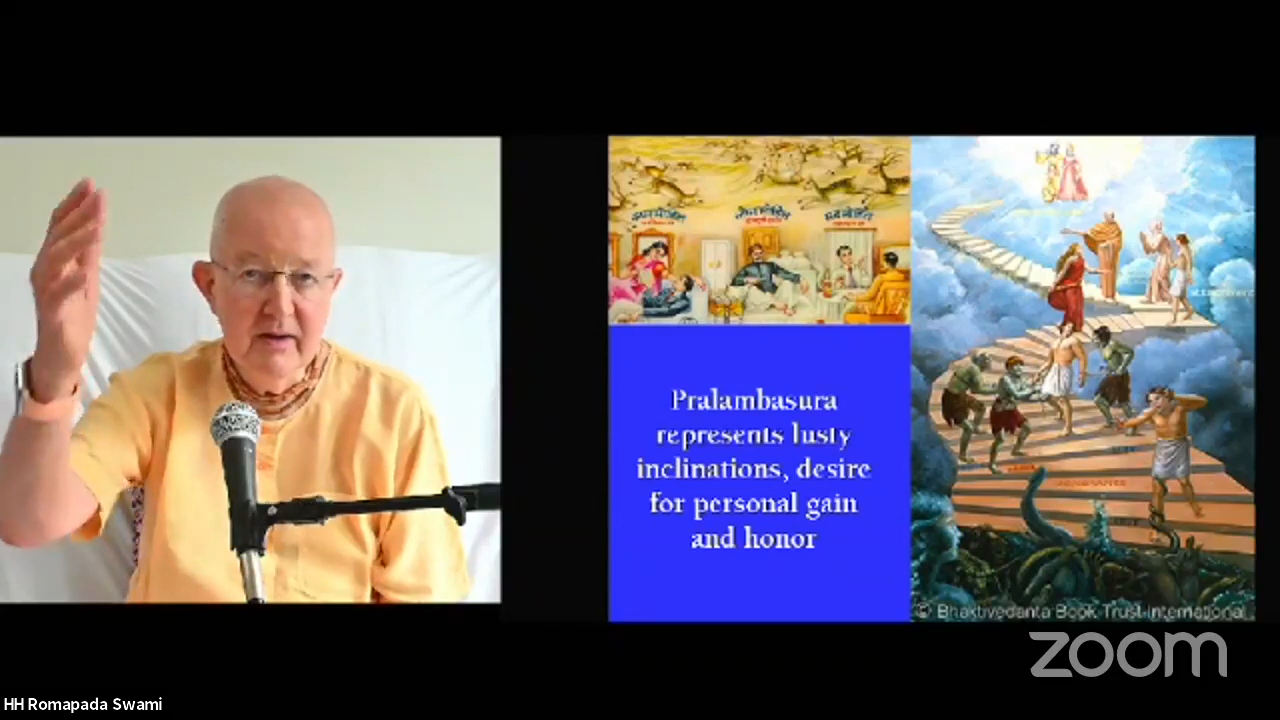 Pralambasura
represents lusty
inclinations, desire
for personal gain
and honor
© Bhaktivedanta Book Trust International
zoom
HH Romapada Swami